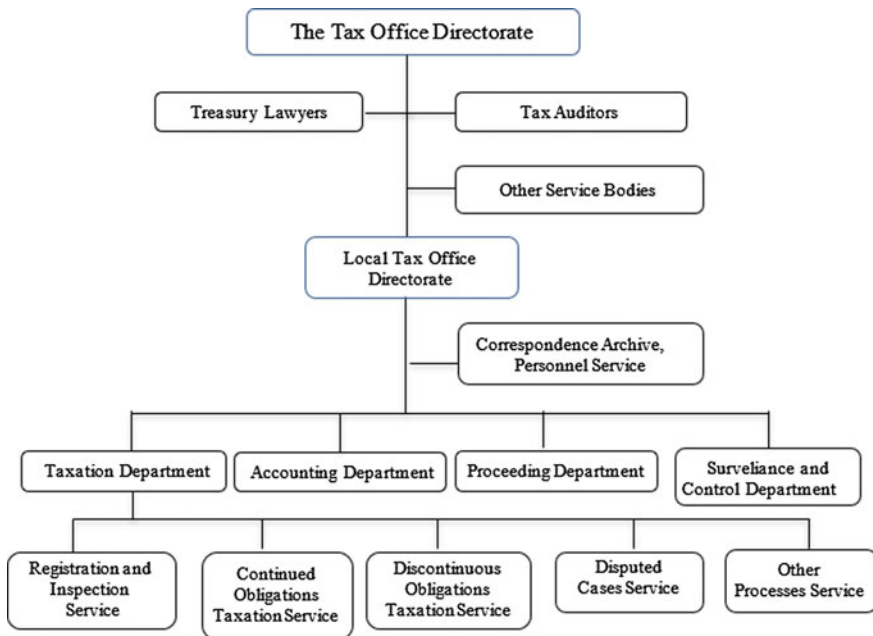 The Tax Office Directorate
Treasury Lawyers
Tax Auditors
Other Service Bodies
Local Tax Office
Directorate
Correspondence Archive,
Personnel Service
Taxation Department
Accounting Department
Proceeding Department
Surveliance and
Control Department
Registration and
Inspection
Service
Continued
Obligations
Taxation Service
Discontinuous
Obligations
Taxation Service
Disputed
Cases Service
Other
Processes Service